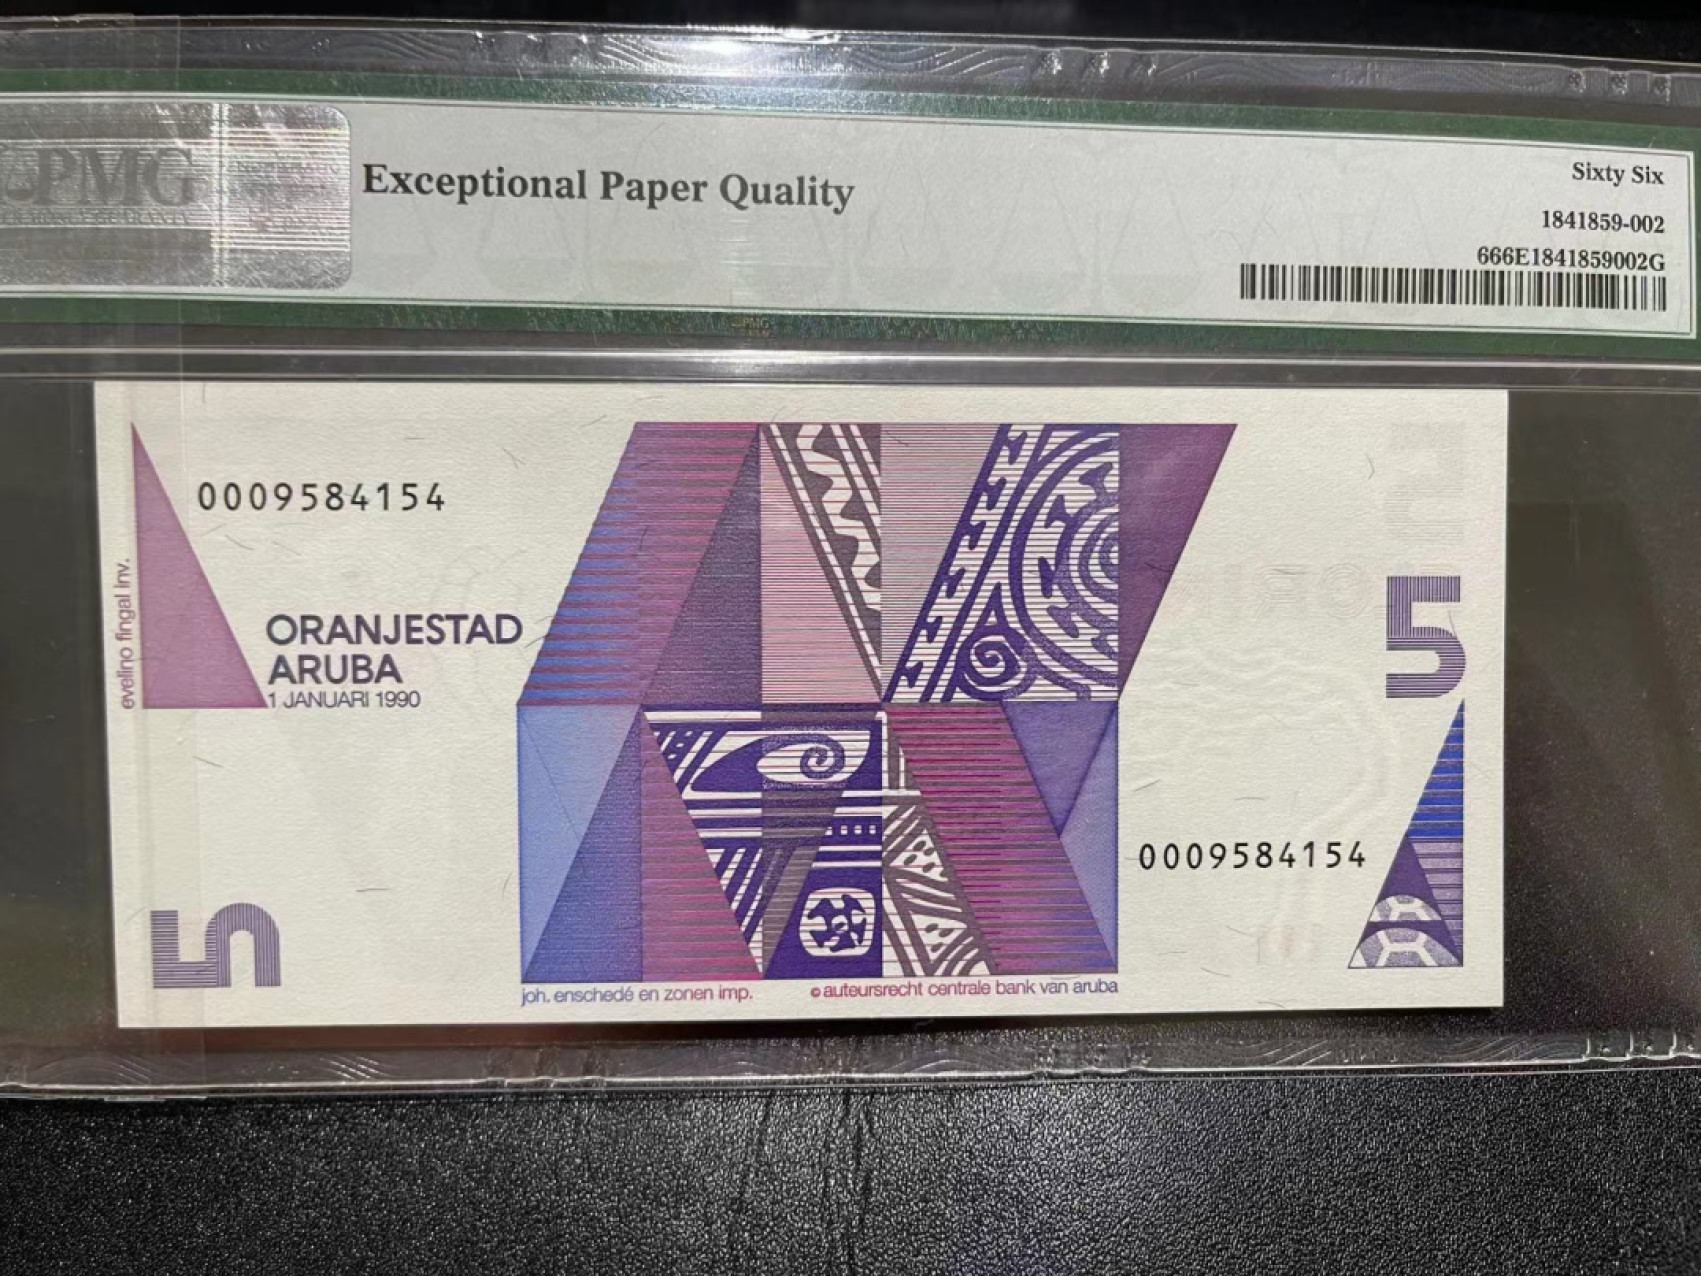 PMG
Exceptional Paper Quality
Sixty Six
1841859-002
666E1841859002G
PMG
evelino fingal inv.
0009584154
ORANJESTAD
ARUBA
1 JANUARI 1990
5
5
0009584154
joh. enschedé en zonen imp.
© auteursrecht centrale bank van aruba